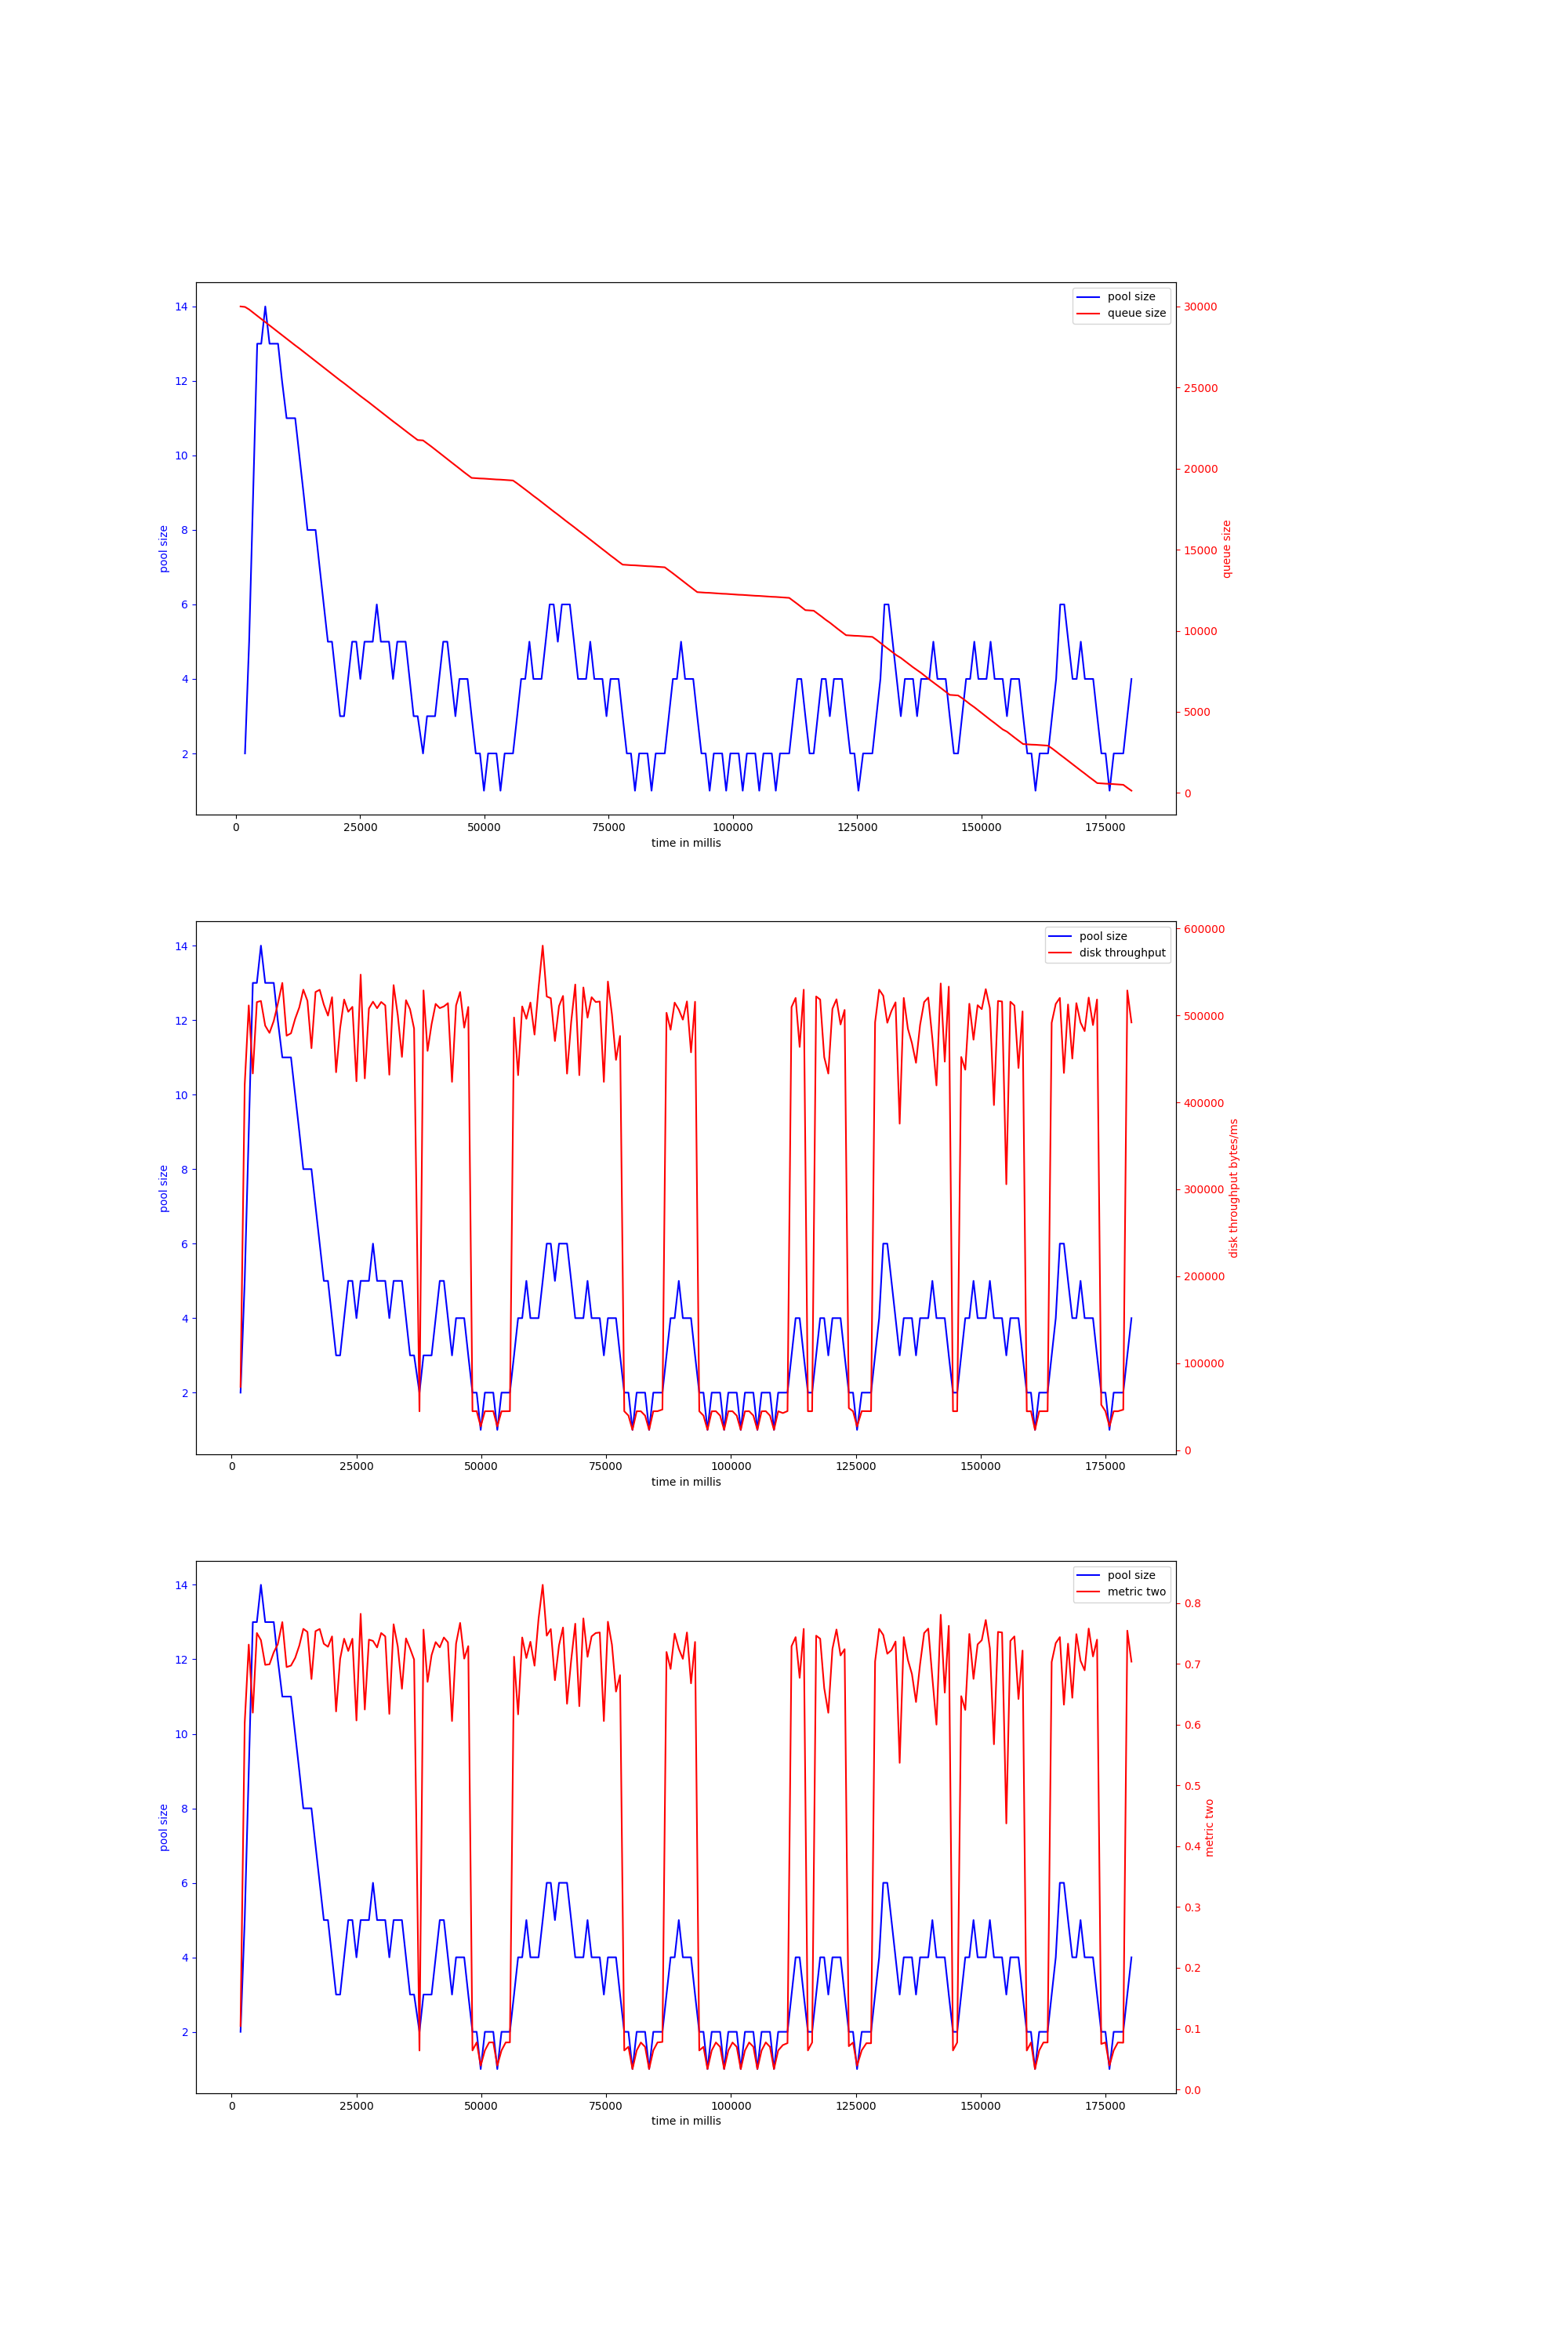 pool size
queue size
14
12
10
8
6
4
2
pool size
30000
25000
20000
15000
10000
5000
0
queue size
0 25000 50000 75000 100000 125000 150000 175000
time in millis
pool size
disk throughput
14
12
10
8
6
4
2
pool size
600000
500000
400000
300000
200000
100000
0
disk throughput bytes/ms
0 25000 50000 75000 100000 125000 150000 175000
time in millis
pool size
metric two
14
12
10
8
6
4
2
pool size
0.8
0.7
0.6
0.5
0.4
0.3
0.2
0.1
0.0
metric two
0 25000 50000 75000 100000 125000 150000 175000
time in millis